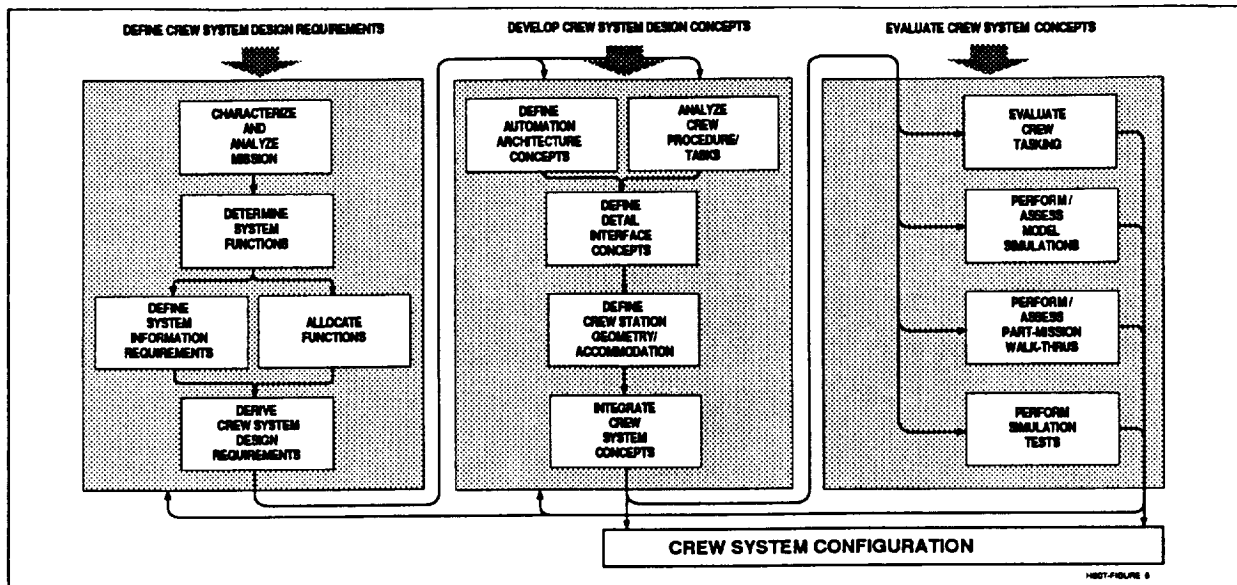 DEFINE CREW SYSTEM DESIGN REQUIREMENTS
DEVELOP CREW SYSTEM DESIGN CONCEPTS
EVALUATE CREW SYSTEM CONCEPTS
CHARACTERIZE
AND
ANALYZE
MISSION
DETERMINE
SYSTEM
FUNCTIONS
DEFINE
SYSTEM
INFORMATION
REQUIREMENTS
ALLOCATE
FUNCTIONS
DERIVE
CREW SYSTEM
DESIGN
REQUIREMENTS
DEFINE
AUTOMATION
ARCHITECTURE
CONCEPTS
ANALYZE
CREW
PROCEDURE/
TASKS
DEFINE
DETAIL
INTERFACE
CONCEPTS
DEFINE
CREW STATION
GEOMETRY/
ACCOMMODATION
INTEGRATE
CREW
SYSTEM
CONCEPTS
EVALUATE
CREW
TASKING
PERFORM /
ASSESS
MODEL
SIMULATIONS
PERFORM /
ASSESS
PART-MISSION
WALK-THRUS
PERFORM
SIMULATION
TESTS
CREW SYSTEM CONFIGURATION